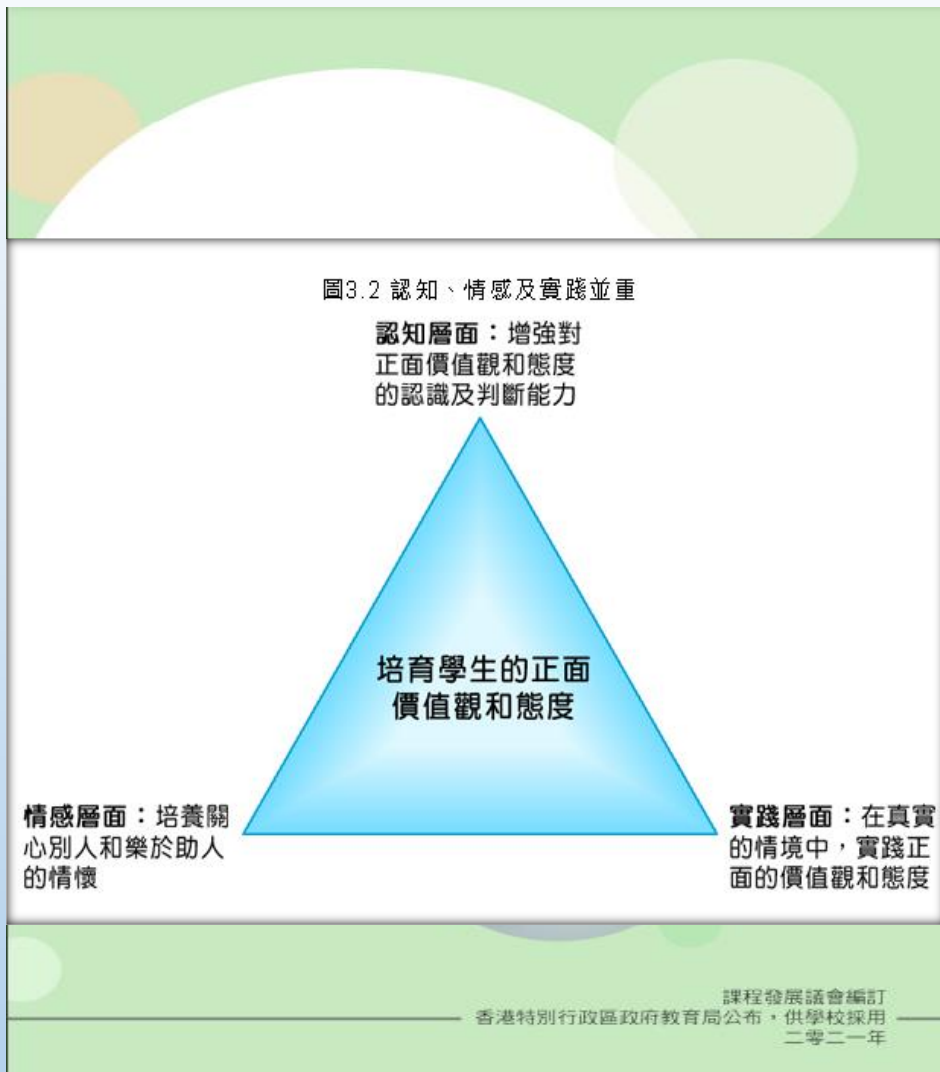 圖3.2 認知、情感及實踐並重
認知層面：增強對
正面價值觀和態度
的認識及判斷能力
培育學生的正面
價值觀和態度
情感層面：培養關
心別人和樂於助人
的情懷
實踐層面：在真實
的情境中，實踐正
面的價值觀和態度
課程發展議會編訂
香港特別行政區政府教育局公布，供學校採用
二零二一年